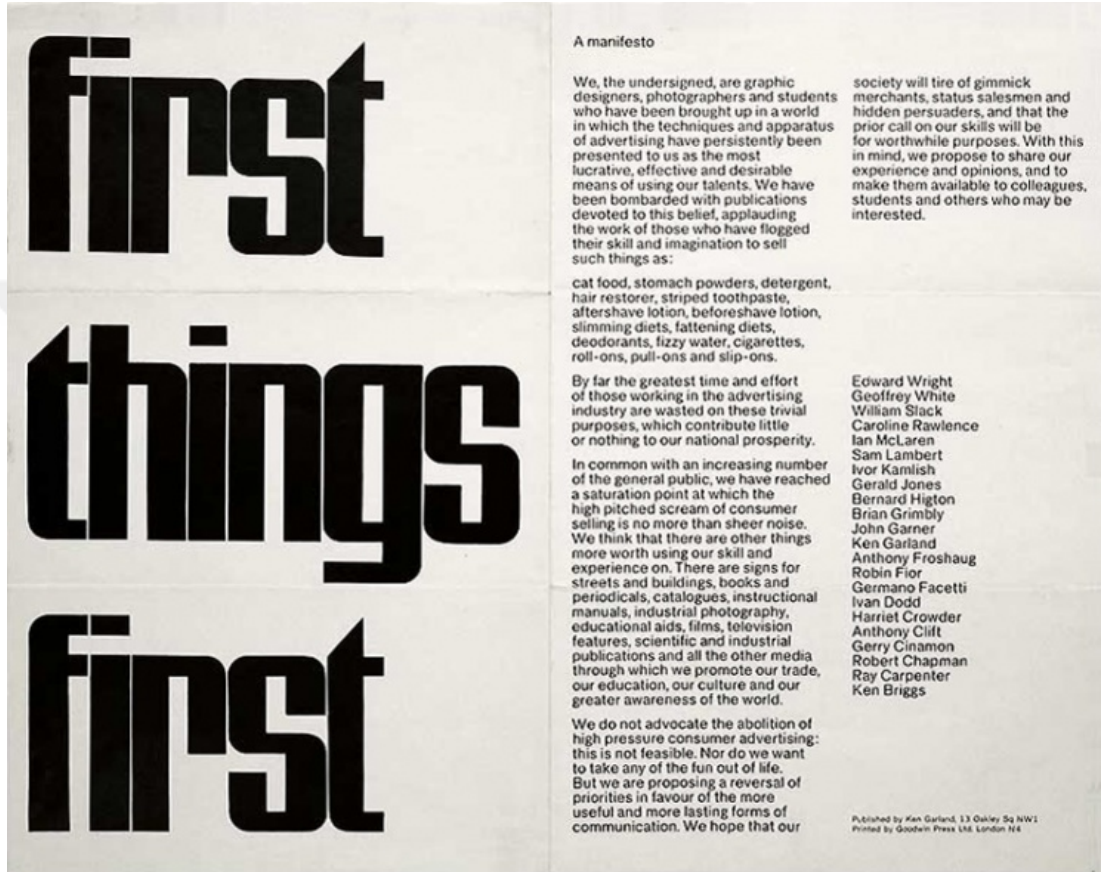 first
things
first
A manifesto
We, the undersigned, are graphic
designers, photographers and students
who have been brought up in a world
in which the techniques and apparatus
of advertising have persistently been
presented to us as the most
lucrative, effective and desirable
means of using our talents. We have
been bombarded with publications
devoted to this belief, applauding
the work of those who have flogged
their skill and imagination to sell
such things as:
cat food, stomach powders, detergent,
hair restorer, striped toothpaste,
aftershave lotion, beforeshave lotion,
slimming diets, fattening diets,
deodorants, fizzy water, cigarettes,
roll-ons, pull-ons and slip-ons.
By far the greatest time and effort
of those working in the advertising
industry are wasted on these trivial
purposes, which contribute little
or nothing to our national prosperity.
In common with an increasing number
of the general public, we have reached
a saturation point at which the
high pitched scream of consumer
selling is no more than sheer noise.
We think that there are other things
more worth using our skill and
experience on. There are signs for
streets and buildings, books and
periodicals, catalogues, instructional
manuals, industrial photography,
educational aids, films, television
features, scientific and industrial
publications and all the other media
through which we promote our trade,
our education, our culture and our
greater awareness of the world.
We do not advocate the abolition of
high pressure consumer advertising:
this is not feasible. Nor do we want
to take any of the fun out of life.
But we are proposing a reversal of
priorities in favour of the more
useful and more lasting forms of
communication. We hope that our
society will tire of gimmick
merchants, status salesmen and
hidden persuaders, and that the
prior call on our skills will be
for worthwhile purposes. With this
in mind, we propose to share our
experience and opinions, and to
make them available to colleagues,
students and others who may be
interested.
Edward Wright
Geoffrey White
William Slack
Caroline Rawlence
Ian McLaren
Sam Lambert
Ivor Kamlish
Gerald Jones
Bernard Higton
Brian Grimbly
John Garner
Ken Garland
Anthony Froshaug
Robin Fior
Germano Facetti
Ivan Dodd
Harriet Crowder
Anthony Clift
Gerry Cinamon
Robert Chapman
Ray Carpenter
Ken Briggs
Published by Ken Garland, 13 Oakley Sq NW1
Printed by Goodwin Press Ltd. London N4